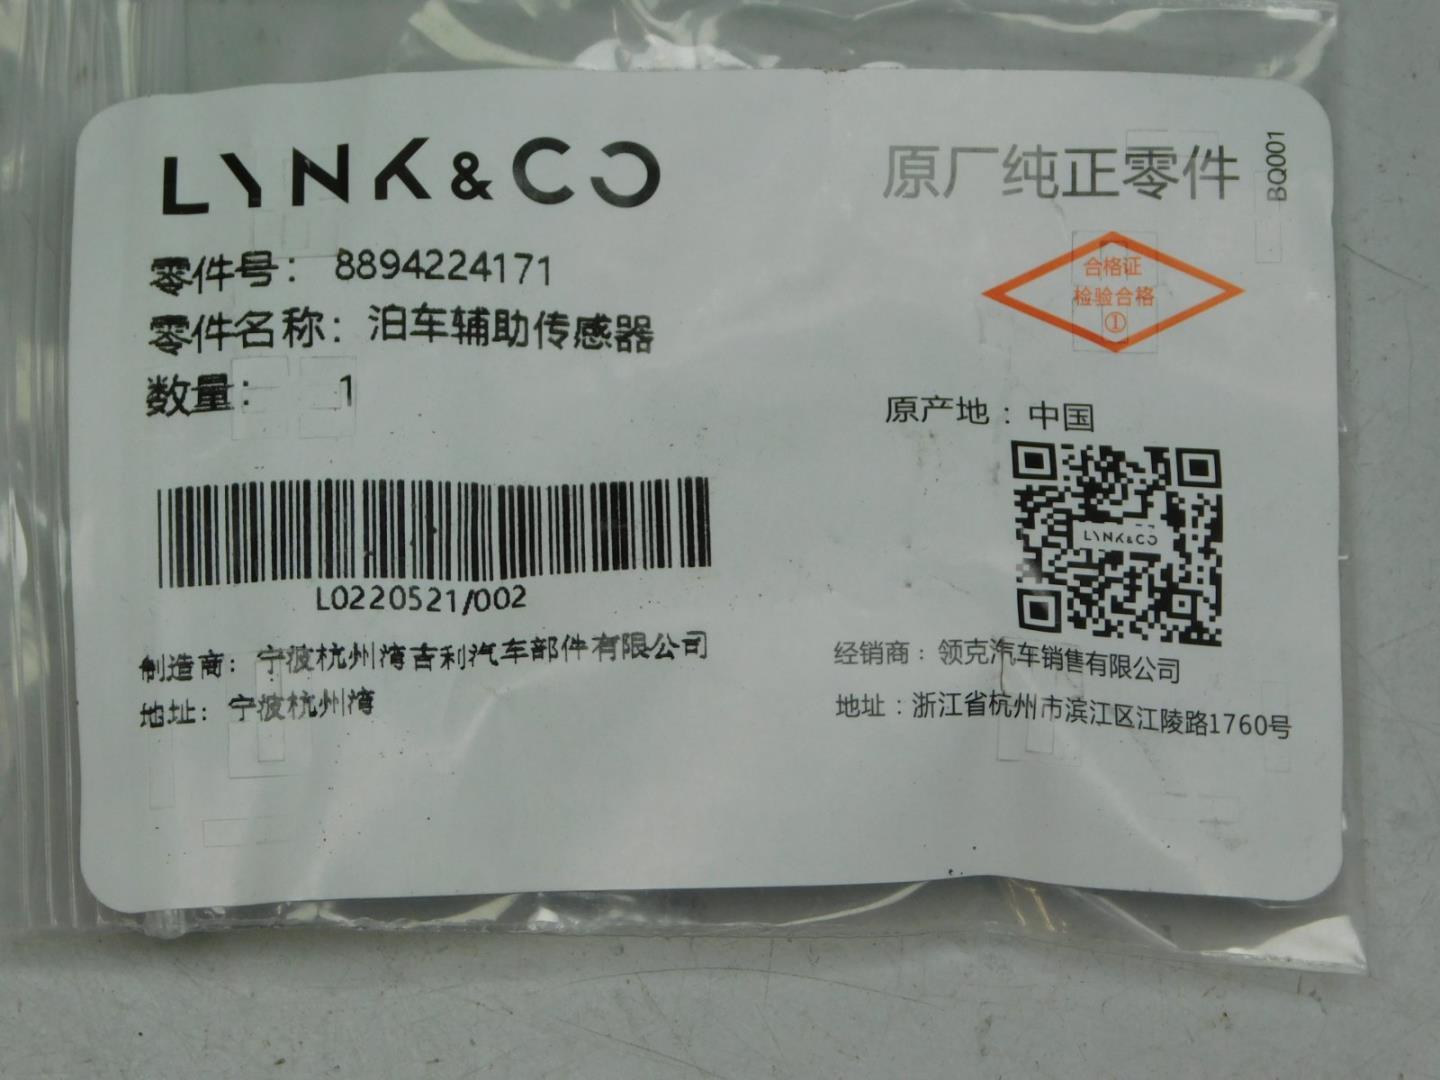 LYNK&CO
原厂纯正零件
BQ001
零件号： 8894224171
零件名称：泊车辅助传感器
数量： 1
合格证
检验合格
①
原产地：中国
LYNK&CO
L0220521/002
制造商：宁波杭州湾吉利汽车部件有限公司
地址：宁波杭州湾
经销商：领克汽车销售有限公司
地址：浙江省杭州市滨江区江陵路1760号